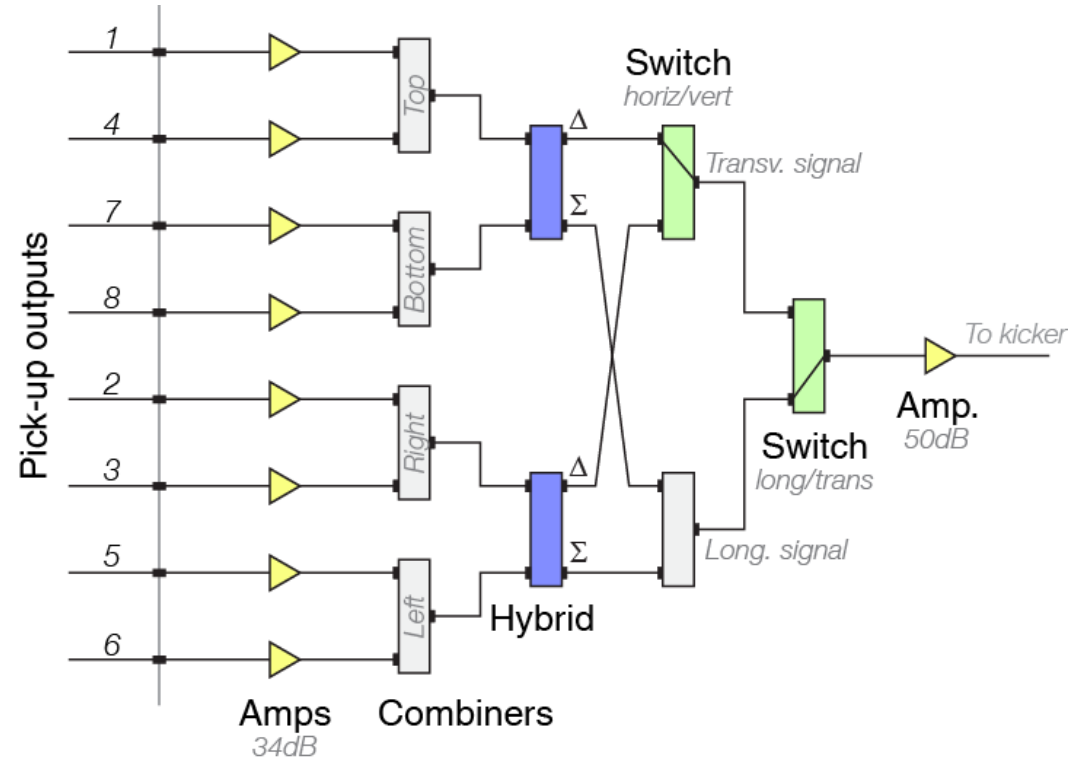 1
4
7
8
2
3
5
6
Pick-up outputs
Amps
34dB
Top
Bottom
Right
Left
Combiners
Δ
Σ
Δ
Σ
Hybrid
Switch
horiz/vert
Transv. signal
Long. signal
Switch
long/trans
To kicker
Amp.
50dB